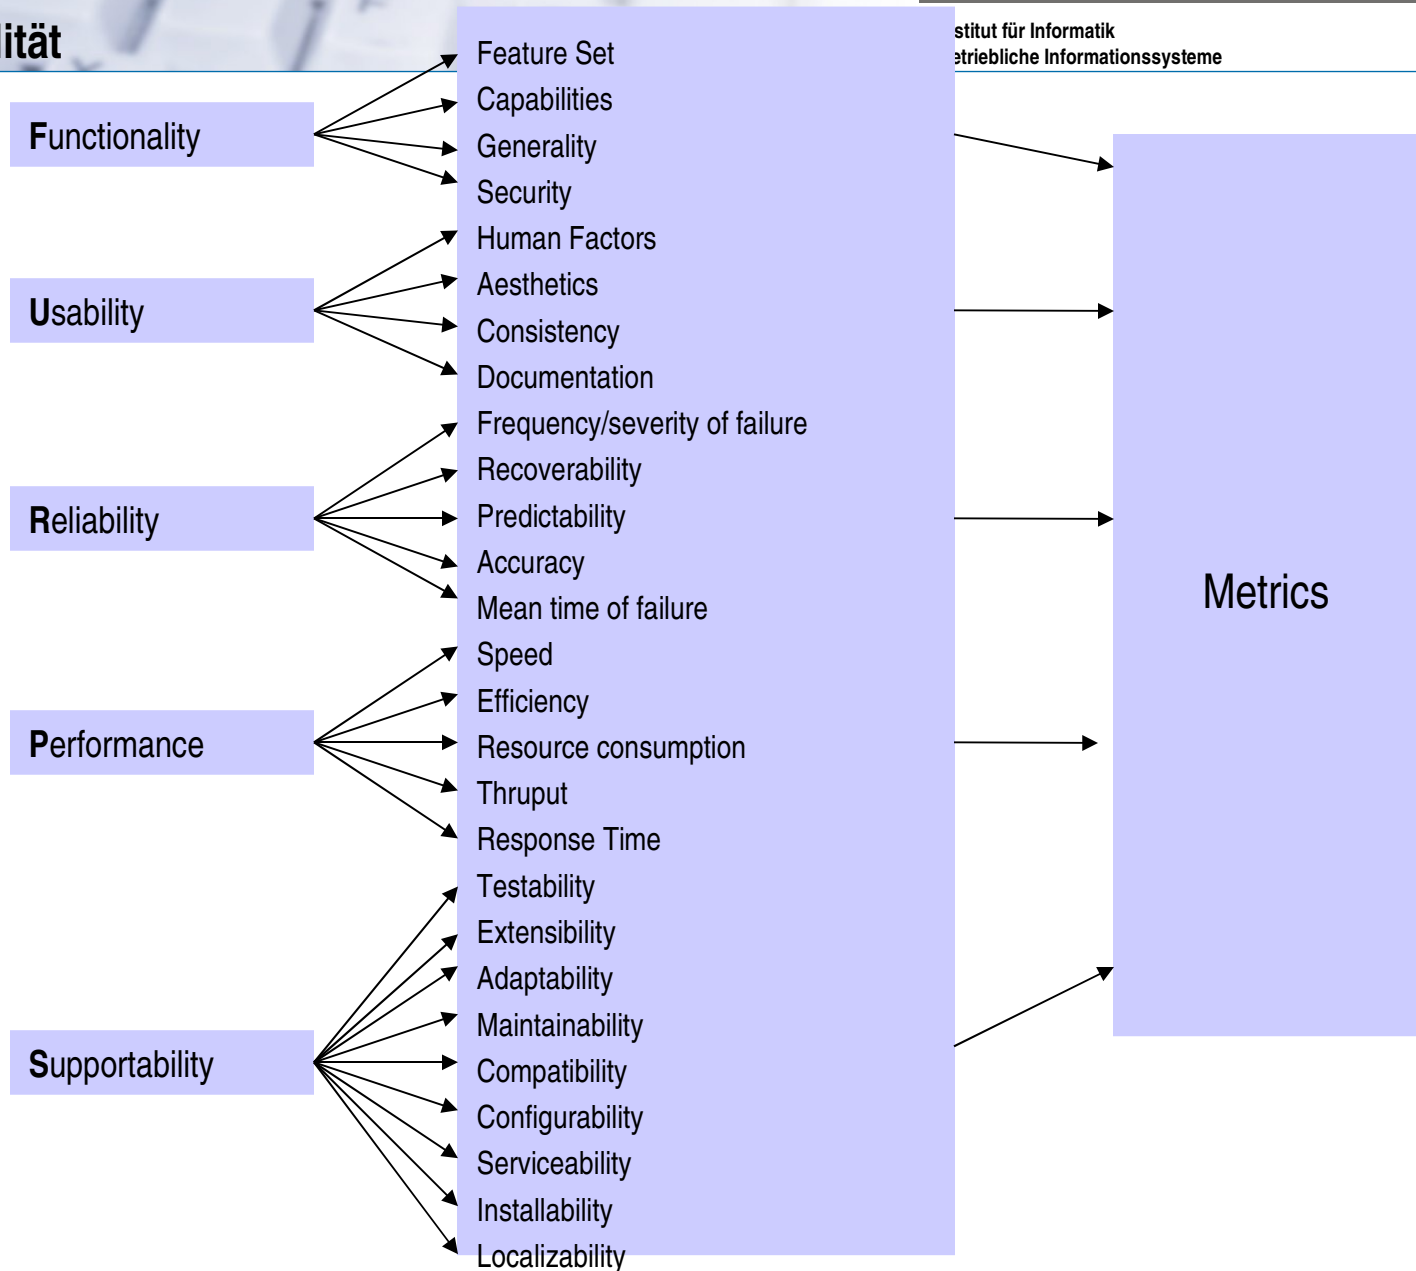 ität
stitut für Informatik
etriebliche Informationssysteme
Functionality
Usability
Reliability
Performance
Supportability
Feature Set
Capabilities
Generality
Security
Human Factors
Aesthetics
Consistency
Documentation
Frequency/severity of failure
Recoverability
Predictability
Accuracy
Mean time of failure
Speed
Efficiency
Resource consumption
Thruput
Response Time
Testability
Extensibility
Adaptability
Maintainability
Compatibility
Configurability
Serviceability
Installability
Localizability
Metrics